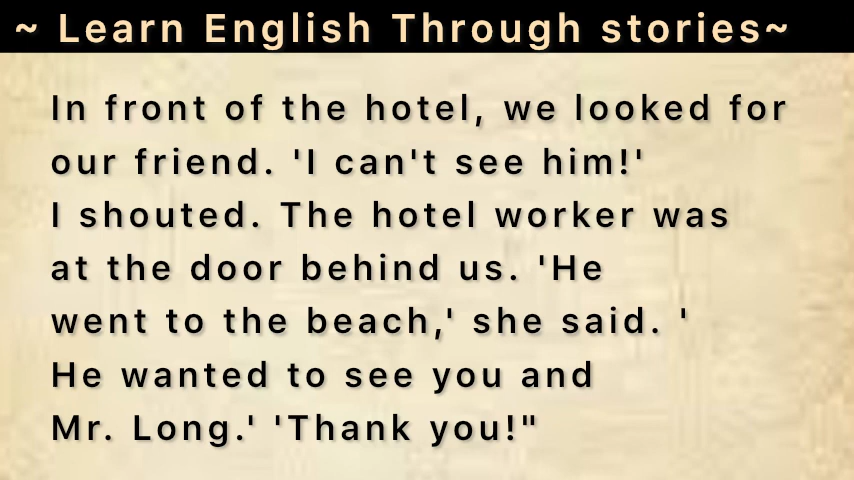 ~ Learn English Through stories~
In front of the hotel, we looked for
our friend. 'I can't see him!'
I shouted. The hotel worker was
at the door behind us. 'He
went to the beach,' she said. '
He wanted to see you and
Mr. Long.' 'Thank you!"